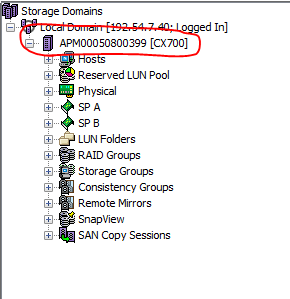 Storage Domains
Local Domain [192.54.7.40; Logged In]
APM00050800399 [CX700]
Hosts
Reserved LUN Pool
Physical
SP A
SP B
LUN Folders
RAID Groups
Storage Groups
Consistency Groups
Remote Mirrors
SnapView
SAN Copy Sessions